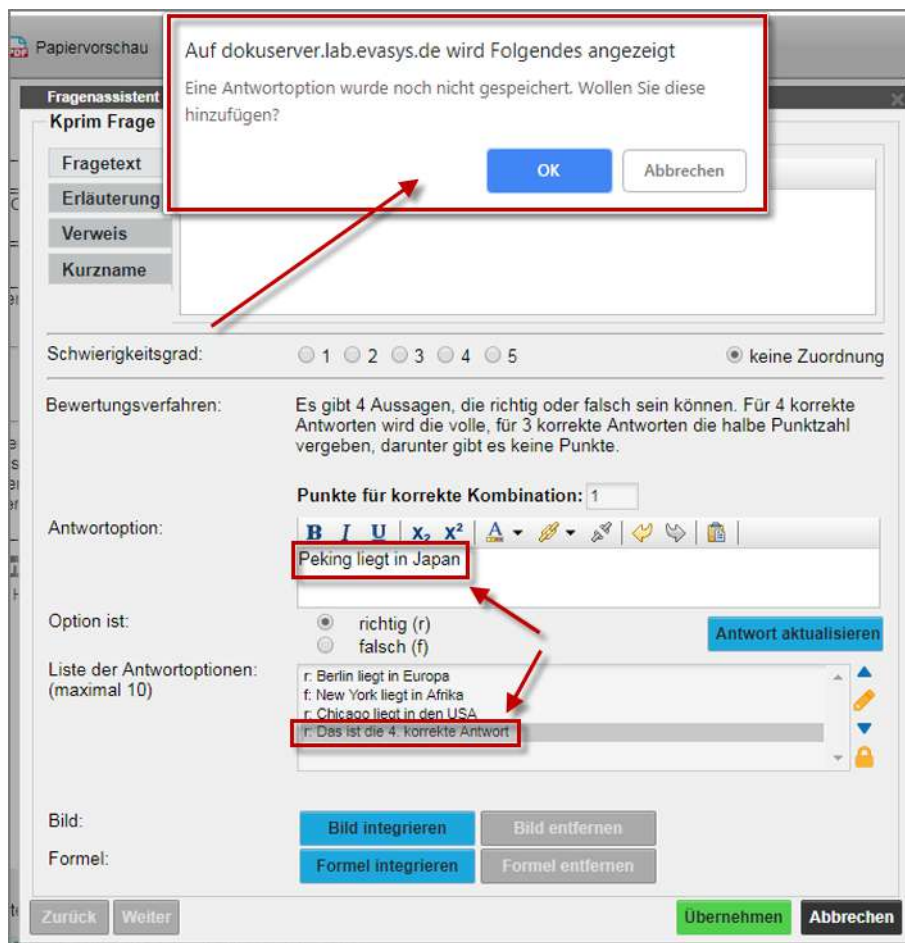 Papiervorschau
Auf dokuserver.lab.evasys.de wird Folgendes angezeigt
Eine Antwortoption wurde noch nicht gespeichert. Wollen Sie diese
hinzufügen?
OK Abbrechen
Fragenassistent
Kprim Frage
Fragetext
Erläuterung
Verweis
Kurzname
Schwierigkeitsgrad: 1 2 3 4 5 keine Zuordnung
Bewertungsverfahren: Es gibt 4 Aussagen, die richtig oder falsch sein können. Für 4 korrekte
Antworten wird die volle, für 3 korrekte Antworten die halbe Punktzahl
vergeben, darunter gibt es keine Punkte.
Punkte für korrekte Kombination: 1
Antwortoption: B I U X₂ X² A
Peking liegt in Japan
Option ist: richtig (r)
falsch (f)
Antwort aktualisieren
Liste der Antwortoptionen:
(maximal 10)
r: Berlin liegt in Europa
f: New York liegt in Afrika
r: Chicago liegt in den USA
r: Das ist die 4. korrekte Antwort
Bild: Bild integrieren Bild entfernen
Formel: Formel integrieren Formel entfernen
Zurück Weiter Übernehmen Abbrechen